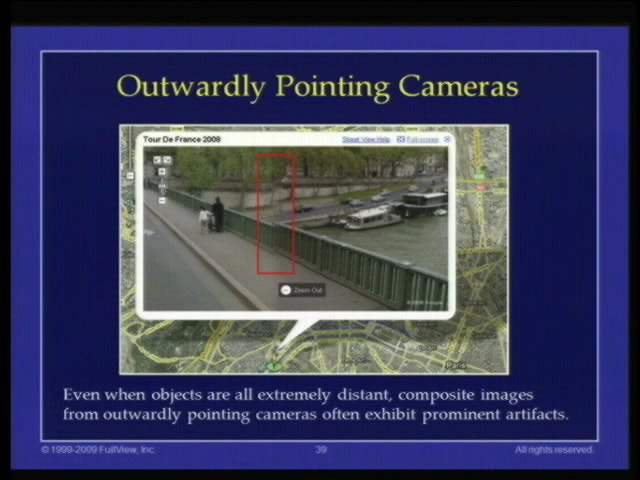 Outwardly Pointing Cameras
Tour De France 2008
Street View Help
Full-screen
Zoom Out
Paris
Even when objects are all extremely distant, composite images
from outwardly pointing cameras often exhibit prominent artifacts.
© 1999-2009 FullView, Inc.
39
All rights reserved.